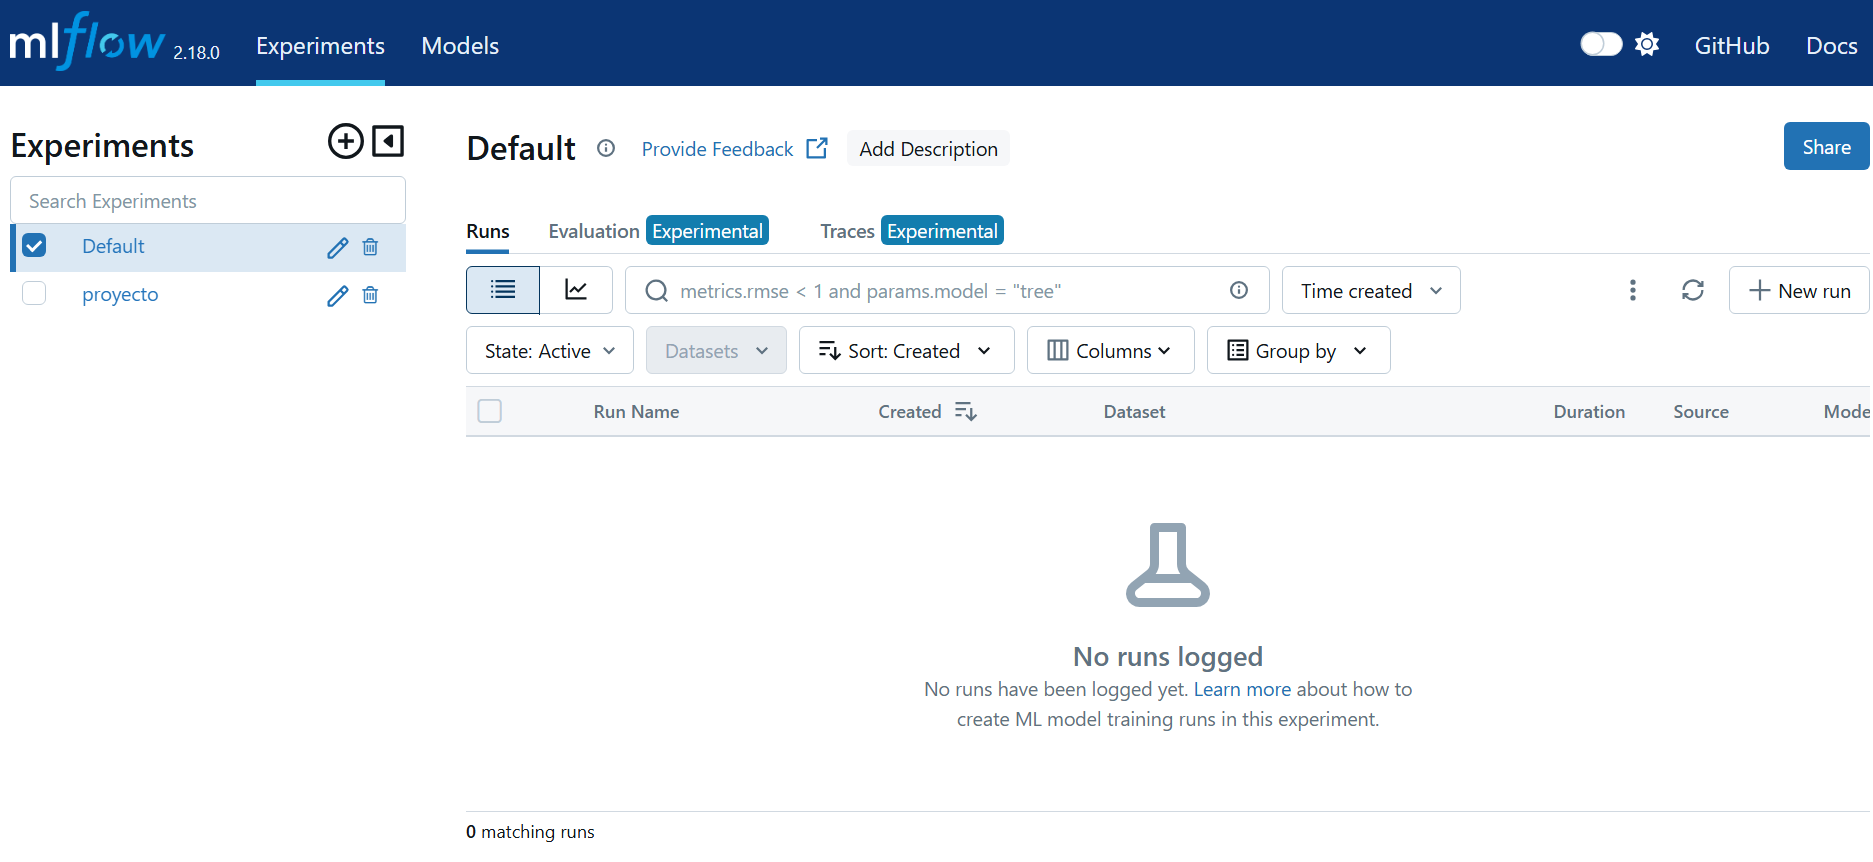 mlflow 2.18.0 Experiments Models GitHub Docs
Experiments
Search Experiments
Default
proyecto
Default Provide Feedback Add Description Share
Runs Evaluation Experimental Traces Experimental
metrics.rmse < 1 and params.model = "tree" Time created New run
State: Active Datasets Sort: Created Columns Group by
Run Name Created Dataset Duration Source Mode
No runs logged
No runs have been logged yet. Learn more about how to
create ML model training runs in this experiment.
0 matching runs